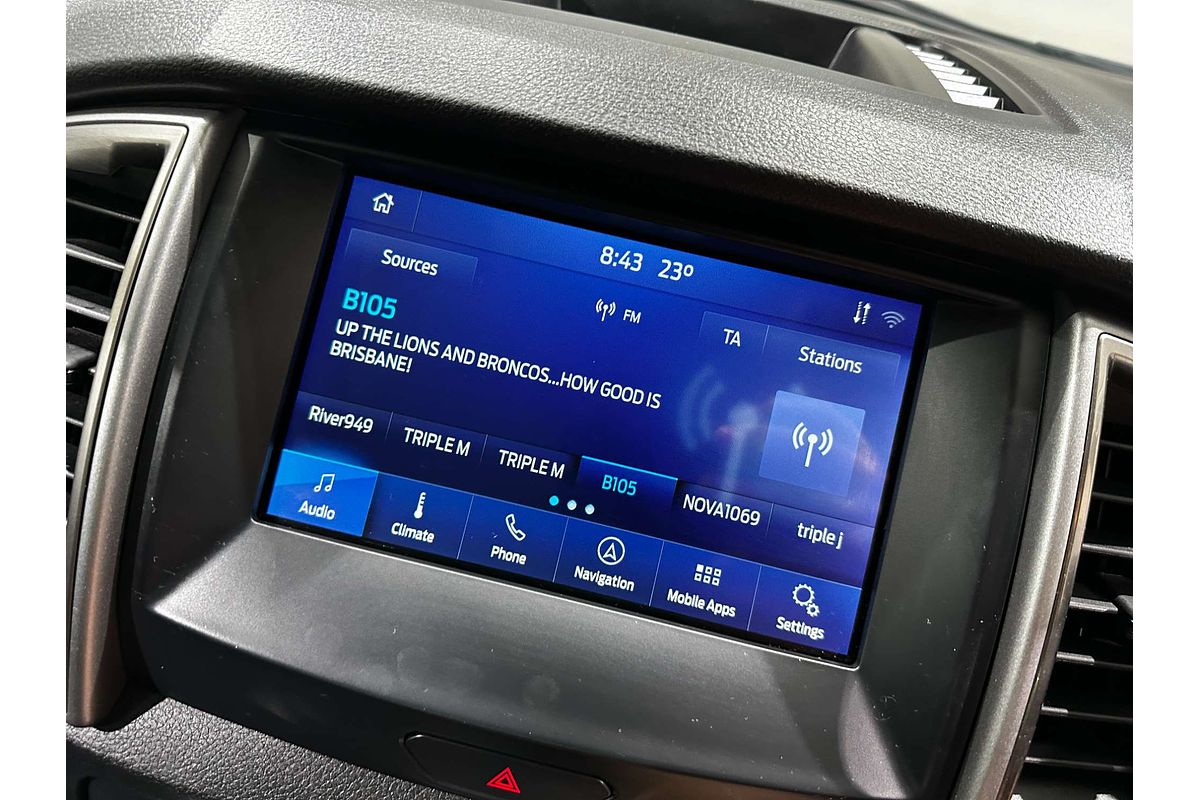 8:43 23°
Sources
B105
FM
TA
Stations
UP THE LIONS AND BRONCOS...HOW GOOD IS
BRISBANE!
River949
TRIPLE M
TRIPLE M
B105
NOVA1069
triple j
Audio
Climate
Phone
Navigation
Mobile Apps
Settings